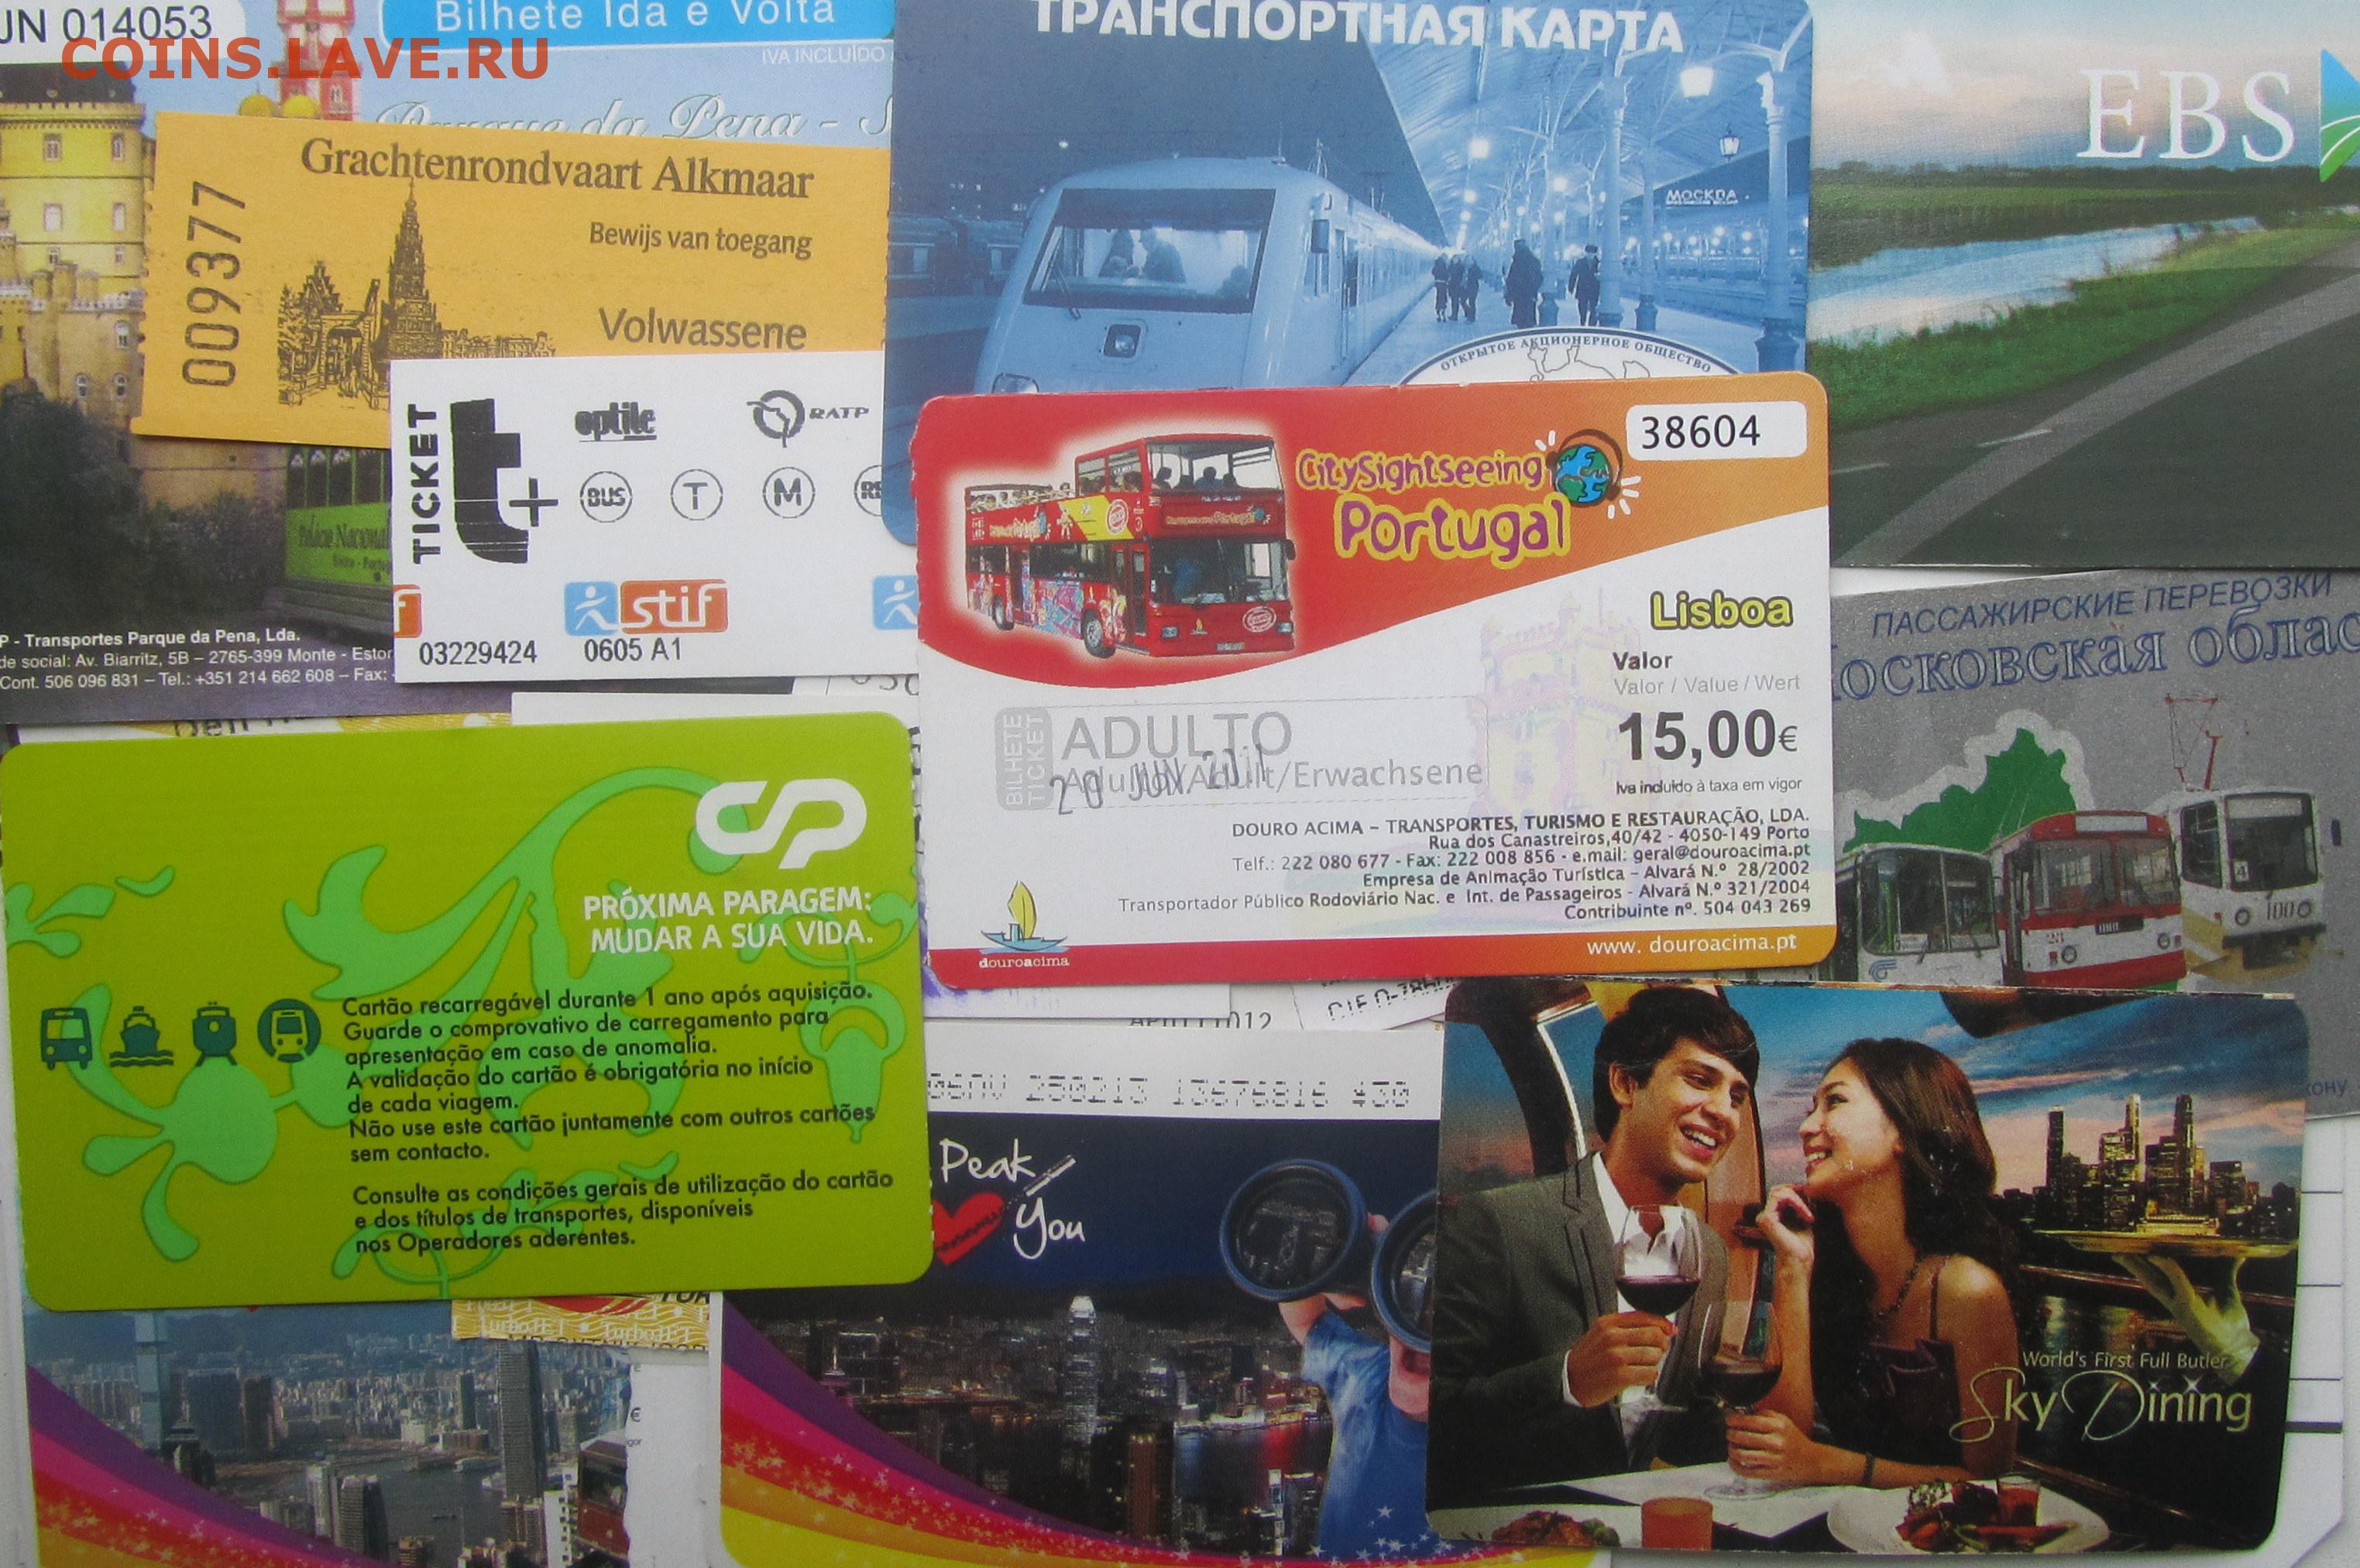 JN 014053
COINS.LAVE.RU
Bilhete Ida e Volta
IVA INCLUÍDO
Parque da Pena - S
Grachtenrondvaart Alkmaar
009377
Bewijs van toegang
Volwassene
Palácio Nacional
P - Transportes Parque da Pena, Lda.
de social: Av. Biarritz, 5B – 2765-399 Monte - Estor
Cont. 506 096 831 – Tel.: +351 214 662 608 – Fax:
TICKET
t+
optile
RATP
BUS
T
M
stif
03229424
0605 A1
ТРАНСПОРТНАЯ КАРТА
МОСКВА
ОТКРЫТОЕ АКЦИОНЕРНОЕ ОБЩЕСТВО
EBS
38604
CitySightseeing
Portugal
Lisboa
Valor
Valor / Value / Wert
15,00€
Iva incluído à taxa em vigor
BILHETE
TICKET
ADULTO
Adulto/Adult/Erwachsene
20 JUN. 2011
DOURO ACIMA – TRANSPORTES, TURISMO E RESTAURAÇÃO, LDA.
Rua dos Canastreiros,40/42 - 4050-149 Porto
Telf.: 222 080 677 - Fax: 222 008 856 - e.mail: geral@douroacima.pt
Empresa de Animação Turística – Alvará N.º 28/2002
Transportador Público Rodoviário Nac. e Int. de Passageiros - Alvará N.º 321/2004
Contribuinte nº. 504 043 269
douroacima
www. douroacima.pt
ПАССАЖИРСКИЕ ПЕРЕВОЗКИ
осковская облас
cp
PRÓXIMA PARAGEM:
MUDAR A SUA VIDA.
Cartão recarregável durante 1 ano após aquisição.
Guarde o comprovativo de carregamento para
apresentação em caso de anomalia.
A validação do cartão é obrigatória no início
de cada viagem.
Não use este cartão juntamente com outros cartões
sem contacto.
Consulte as condições gerais de utilização do cartão
e dos títulos de transportes, disponíveis
nos Operadores aderentes.
TurboJET TurboJET
Peak
You
World's First Full Butler
Sky Dining